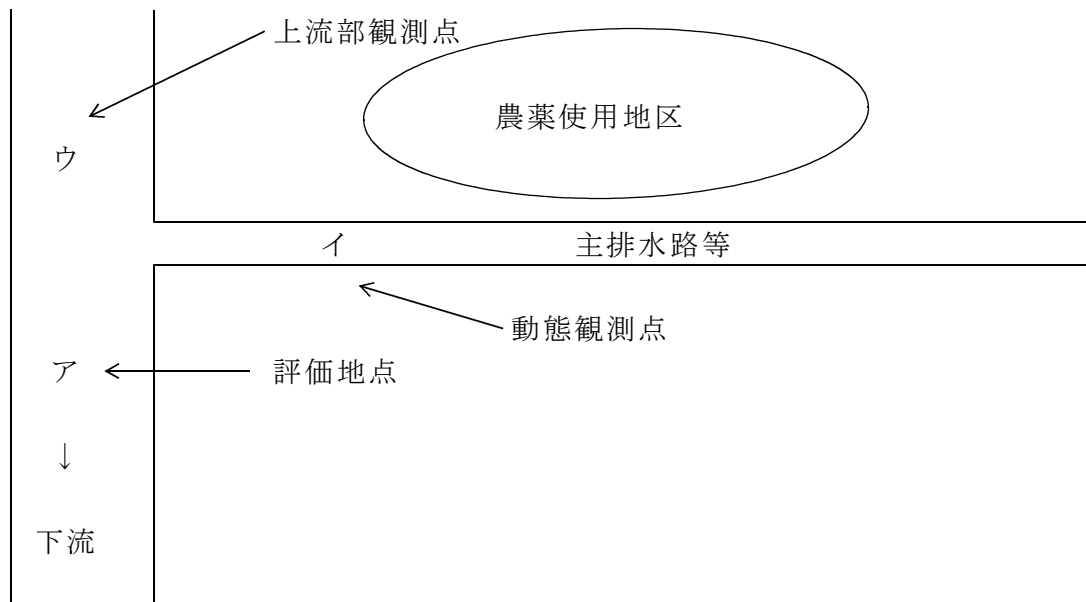 上流部観測点
農薬使用地区
ウ
イ
主排水路等
動態観測点
ア
評価地点
↓
下流